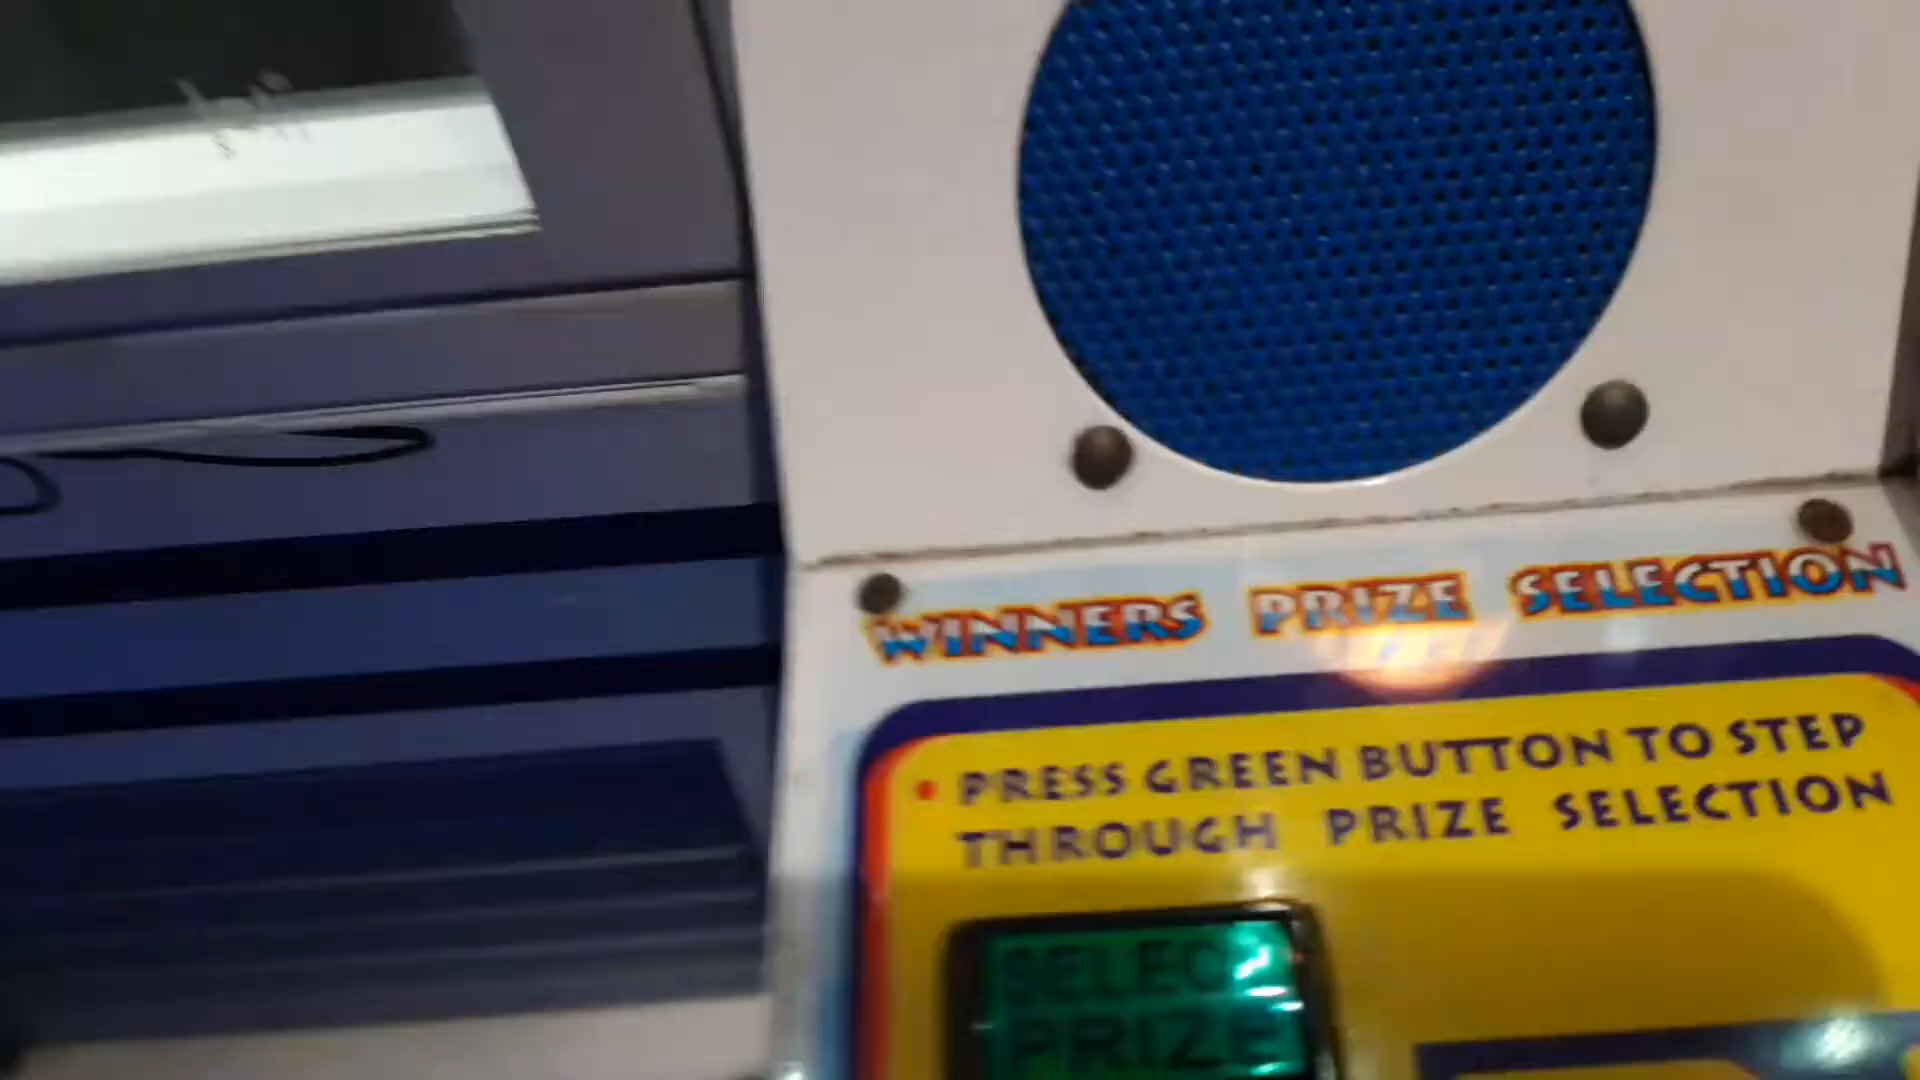 WINNERS PRIZE SELECTION
• PRESS GREEN BUTTON TO STEP
THROUGH PRIZE SELECTION
SELECT
PRIZE